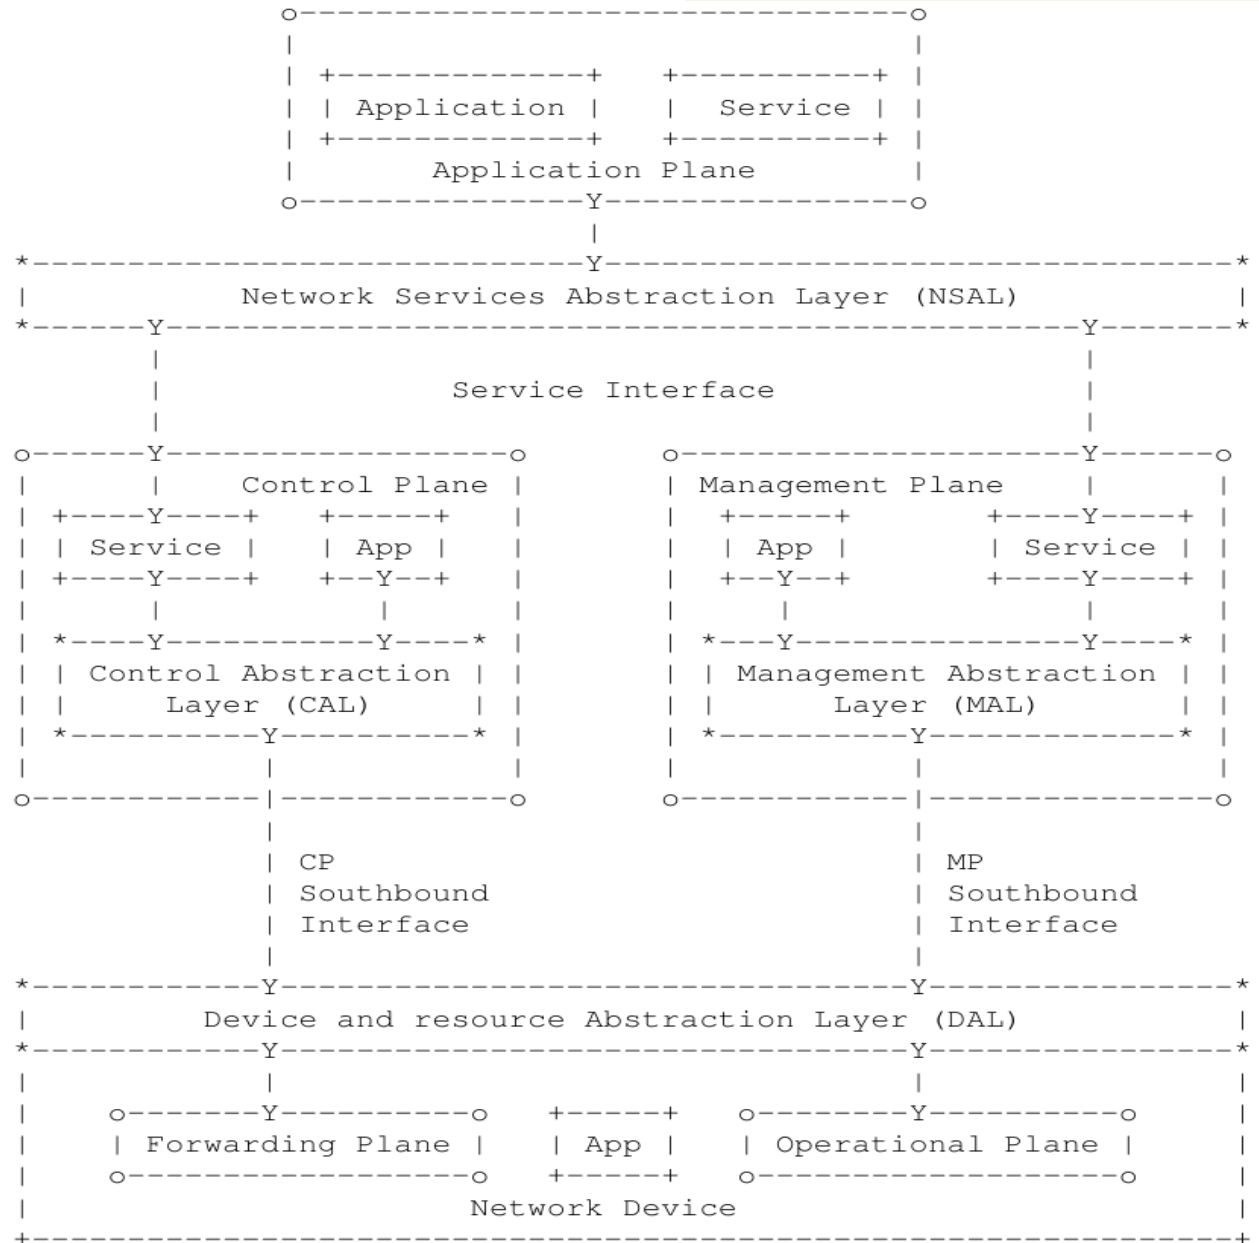 Application Service
Application Plane
Network Services Abstraction Layer (NSAL)
Service Interface
Control Plane Management Plane
Service App App Service
Control Abstraction Management Abstraction
Layer (CAL) Layer (MAL)
CP MP
Southbound Southbound
Interface Interface
Device and resource Abstraction Layer (DAL)
Forwarding Plane App Operational Plane
Network Device